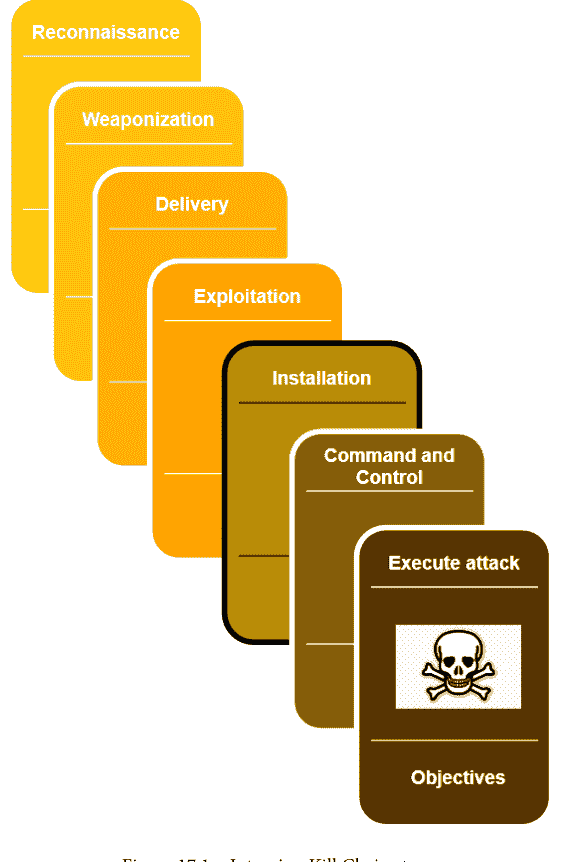 Reconnaissance
Weaponization
Delivery
Exploitation
Installation
Command and
Control
Execute attack
Objectives